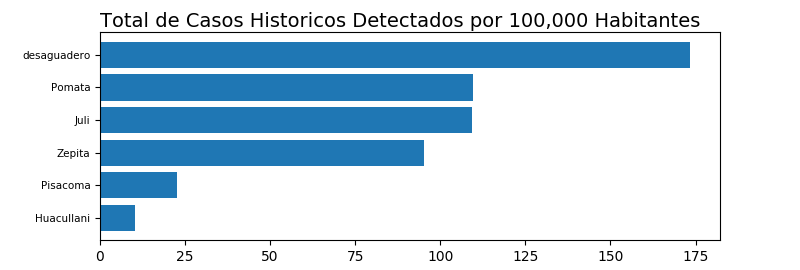 Total de Casos Historicos Detectados por 100,000 Habitantes
desaguadero
Pomata
Juli
Zepita
Pisacoma
Huacullani
0 25 50 75 100 125 150 175